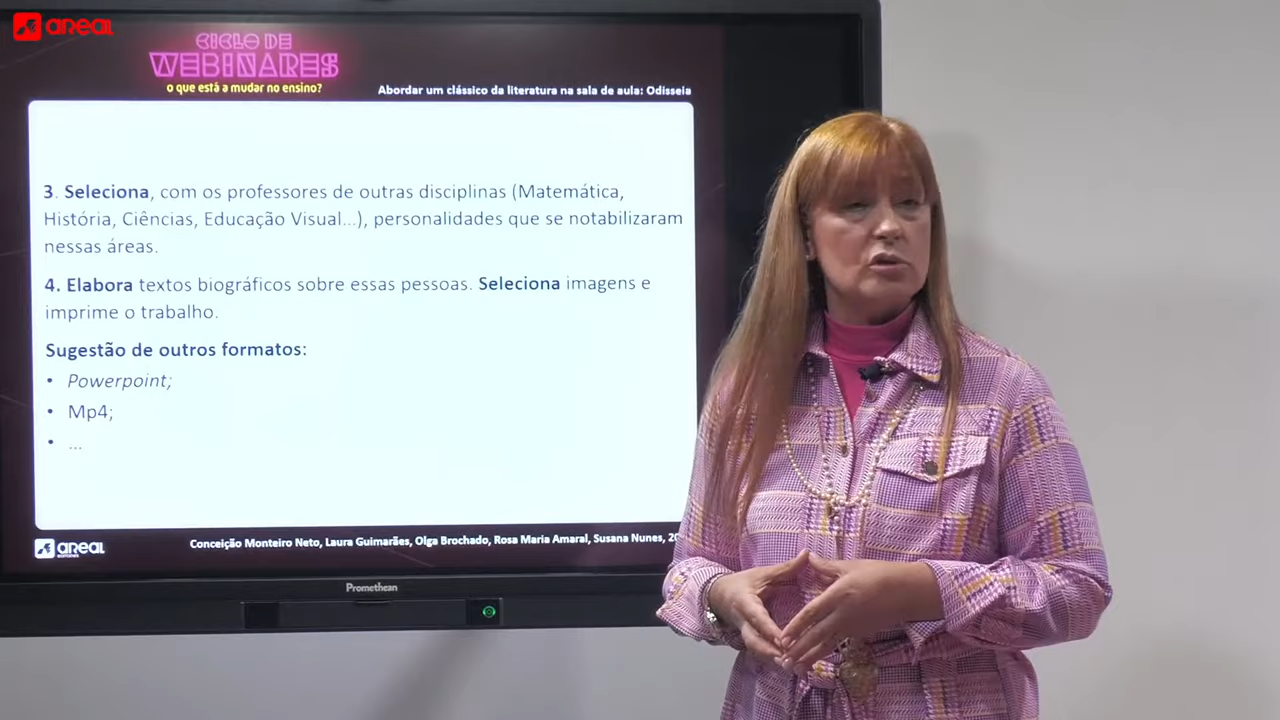 areal
CICLO DE
WEBINARES
o que está a mudar no ensino?
Abordar um clássico da literatura na sala de aula: Odisseia
3. Seleciona, com os professores de outras disciplinas (Matemática,
História, Ciências, Educação Visual...), personalidades que se notabilizaram
nessas áreas.
4. Elabora textos biográficos sobre essas pessoas. Seleciona imagens e
imprime o trabalho.
Sugestão de outros formatos:
• Powerpoint;
• Mp4;
• ...
areal
Conceição Monteiro Neto, Laura Guimarães, Olga Brochado, Rosa Maria Amaral, Susana Nunes,
Promethean